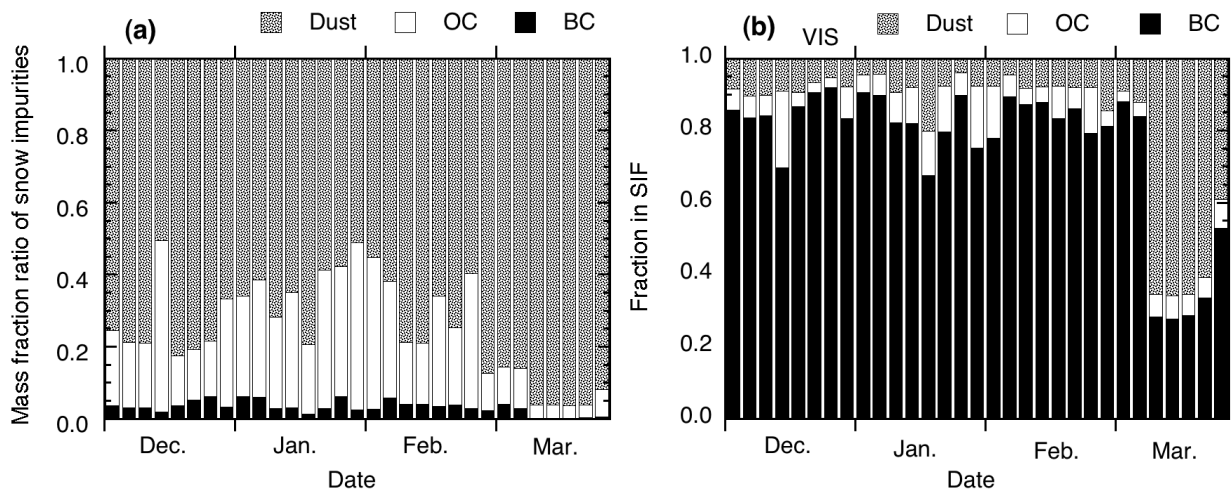 (a) Dust OC BC
Mass fraction ratio of snow impurities
1.0
0.8
0.6
0.4
0.2
0.0
Dec. Jan. Feb. Mar.
Date
(b) VIS Dust OC BC
Fraction in SIF
1.0
0.8
0.6
0.4
0.2
0.0
Dec. Jan. Feb. Mar.
Date